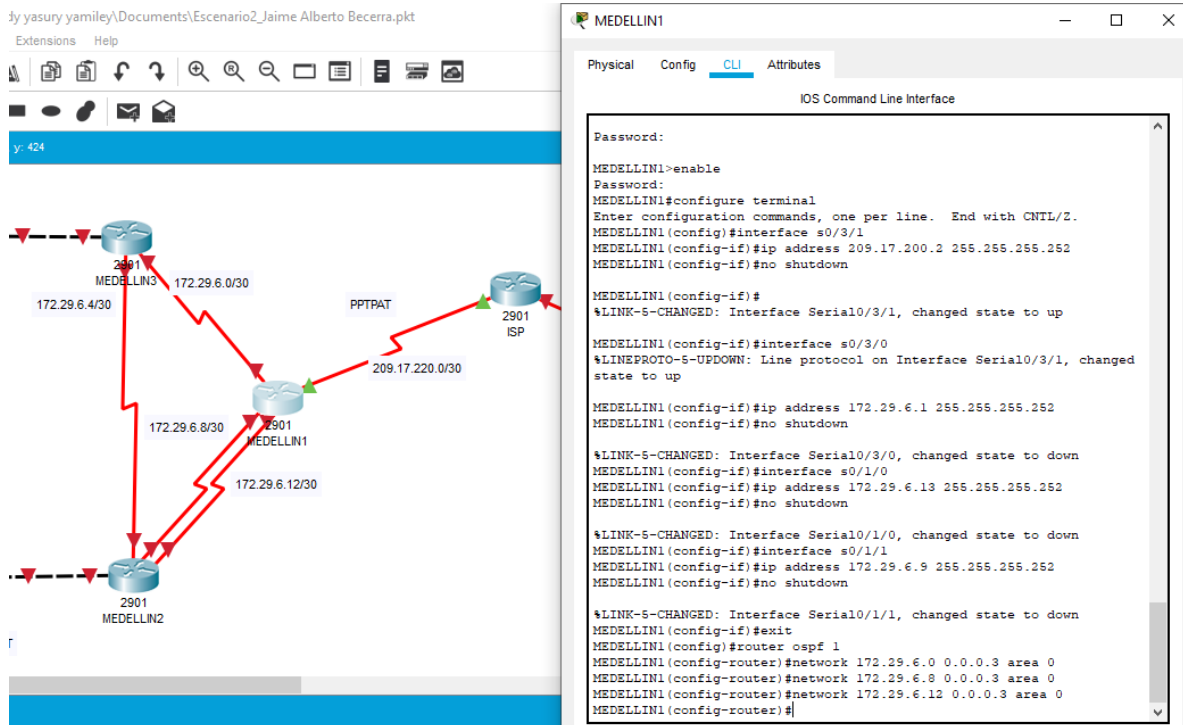 dy yasury yamiley\Documents\Escenario2_Jaime Alberto Becerra.pkt
Extensions Help
y: 424
2901
MEDELLIN3
172.29.6.0/30
172.29.6.4/30
PPTPAT
2901
ISP
209.17.220.0/30
172.29.6.8/30
2901
MEDELLIN1
172.29.6.12/30
2901
MEDELLIN2
T
MEDELLIN1
Physical Config CLI Attributes
IOS Command Line Interface
Password:
MEDELLIN1>enable
Password:
MEDELLIN1#configure terminal
Enter configuration commands, one per line. End with CNTL/Z.
MEDELLIN1(config)#interface s0/3/1
MEDELLIN1(config-if)#ip address 209.17.200.2 255.255.255.252
MEDELLIN1(config-if)#no shutdown
MEDELLIN1(config-if)#
%LINK-5-CHANGED: Interface Serial0/3/1, changed state to up
MEDELLIN1(config-if)#interface s0/3/0
%LINEPROTO-5-UPDOWN: Line protocol on Interface Serial0/3/1, changed
state to up
MEDELLIN1(config-if)#ip address 172.29.6.1 255.255.255.252
MEDELLIN1(config-if)#no shutdown
%LINK-5-CHANGED: Interface Serial0/3/0, changed state to down
MEDELLIN1(config-if)#interface s0/1/0
MEDELLIN1(config-if)#ip address 172.29.6.13 255.255.255.252
MEDELLIN1(config-if)#no shutdown
%LINK-5-CHANGED: Interface Serial0/1/0, changed state to down
MEDELLIN1(config-if)#interface s0/1/1
MEDELLIN1(config-if)#ip address 172.29.6.9 255.255.255.252
MEDELLIN1(config-if)#no shutdown
%LINK-5-CHANGED: Interface Serial0/1/1, changed state to down
MEDELLIN1(config-if)#exit
MEDELLIN1(config)#router ospf 1
MEDELLIN1(config-router)#network 172.29.6.0 0.0.0.3 area 0
MEDELLIN1(config-router)#network 172.29.6.8 0.0.0.3 area 0
MEDELLIN1(config-router)#network 172.29.6.12 0.0.0.3 area 0
MEDELLIN1(config-router)#